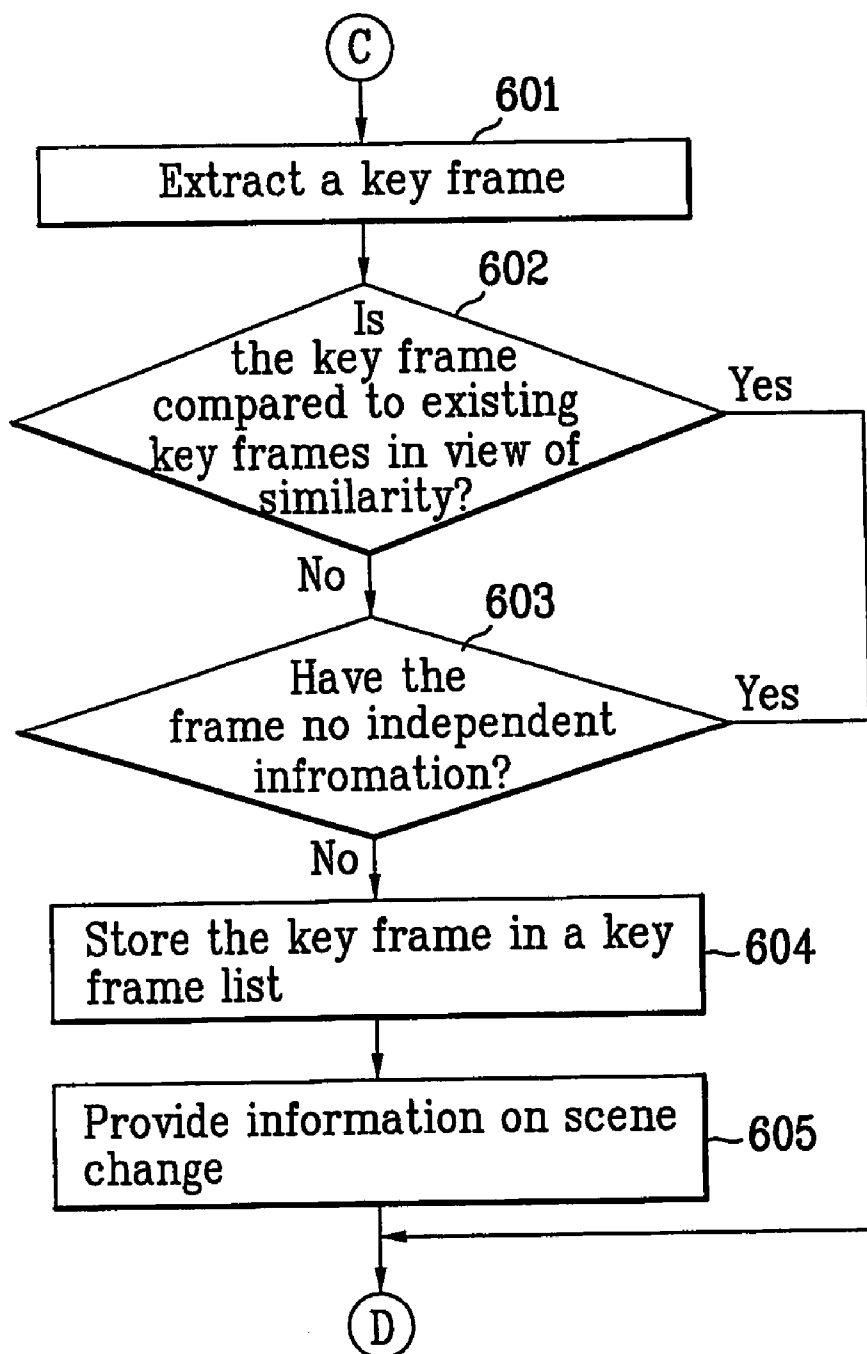 C
601
Extract a key frame
602
Is
the key frame
compared to existing
key frames in view of
similarity?
Yes
No
603
Have the
frame no independent
infromation?
Yes
No
Store the key frame in a key
frame list
604
Provide information on scene
change
605
D